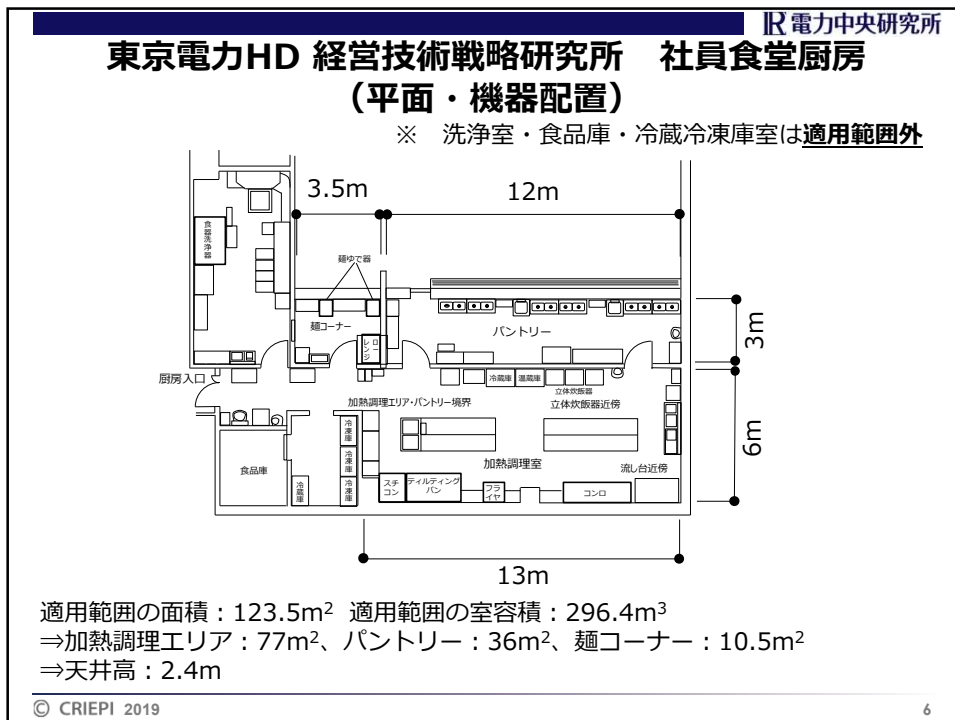 電力中央研究所
東京電力HD 経営技術戦略研究所　社員食堂厨房
（平面・機器配置）
※　洗浄室・食品庫・冷蔵冷凍庫室は適用範囲外
3.5m
12m
食器洗浄器
麺ゆで器
麺コーナー
ローレンジ
パントリー
3m
厨房入口
冷蔵庫
温蔵庫
立体炊飯器
加熱調理エリア・パントリー境界
立体炊飯器近傍
6m
冷凍庫
冷凍庫
冷凍庫
食品庫
冷蔵庫
加熱調理室
流し台近傍
スチコン
ティルティングパン
フライヤ
コンロ
13m
適用範囲の面積：123.5m² 適用範囲の室容積：296.4m³
⇒加熱調理エリア：77m²、パントリー：36m²、麺コーナー：10.5m²
⇒天井高：2.4m
© CRIEPI 2019
6